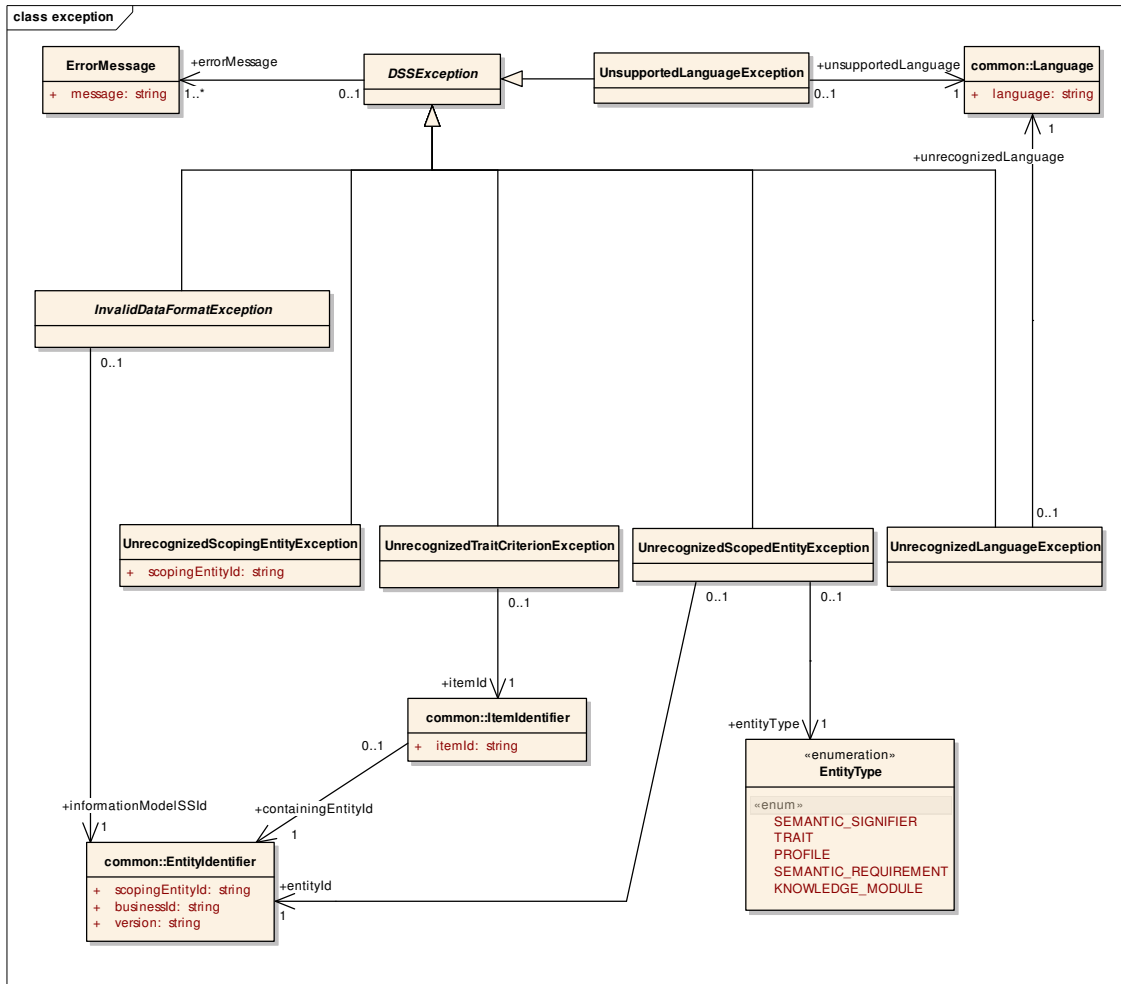 class exception
ErrorMessage
+ message: string
+errorMessage
1..*
0..1
DSSException
UnsupportedLanguageException
+unsupportedLanguage
0..1
1
common::Language
+ language: string
1
+unrecognizedLanguage
InvalidDataFormatException
0..1
UnrecognizedScopingEntityException
+ scopingEntityId: string
UnrecognizedTraitCriterionException
0..1
UnrecognizedScopedEntityException
0..1
0..1
0..1
UnrecognizedLanguageException
+itemId
1
common::ItemIdentifier
+ itemId: string
0..1
+entityType
1
«enumeration»
EntityType
«enum»
SEMANTIC_SIGNIFIER
TRAIT
PROFILE
SEMANTIC_REQUIREMENT
KNOWLEDGE_MODULE
+informationModelSSId
1
+containingEntityId
1
common::EntityIdentifier
+ scopingEntityId: string
+ businessId: string
+ version: string
+entityId
1